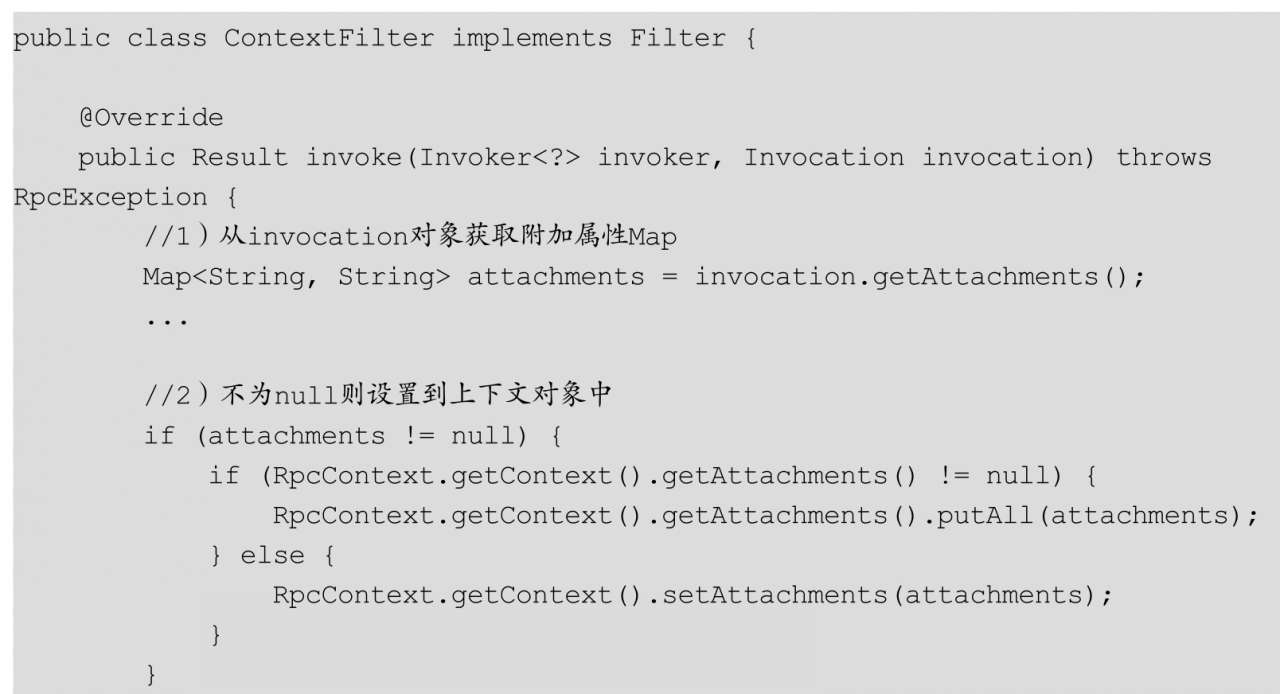 public class ContextFilter implements Filter {
@Override
public Result invoke(Invoker<?> invoker, Invocation invocation) throws
RpcException {
//1）从invocation对象获取附加属性Map
Map<String, String> attachments = invocation.getAttachments();
...
//2）不为null则设置到上下文对象中
if (attachments != null) {
if (RpcContext.getContext().getAttachments() != null) {
RpcContext.getContext().getAttachments().putAll(attachments);
} else {
RpcContext.getContext().setAttachments(attachments);
}
}